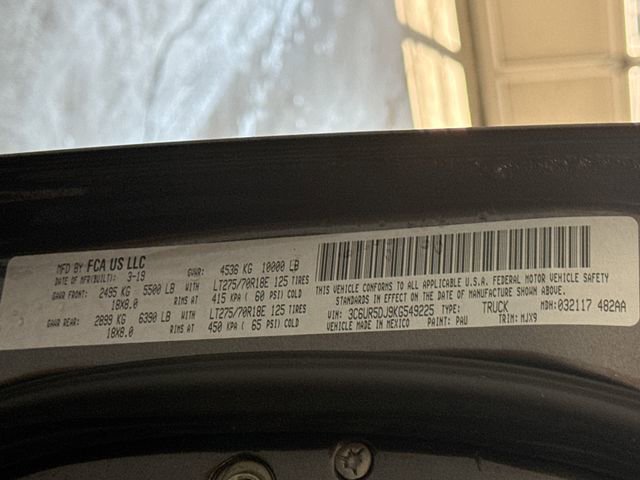 MFD BY FCA US LLC
DATE OF MFR(BUILT): 3-19 GVWR: 4536 KG 10000 LB
GAWR FRONT: 2495 KG 5500 LB WITH LT275/70R18E 125 TIRES
18X8.0 RIMS AT 415 KPA ( 60 PSI) COLD
GAWR REAR: 2899 KG 6390 LB WITH LT275/70R18E 125 TIRES
18X8.0 RIMS AT 450 KPA ( 65 PSI) COLD
THIS VEHICLE CONFORMS TO ALL APPLICABLE U.S.A. FEDERAL MOTOR VEHICLE SAFETY
STANDARDS IN EFFECT ON THE DATE OF MANUFACTURE SHOWN ABOVE.
VIN: 3C6UR5DJ9KG549225 TYPE: TRUCK MDH: 032117 482AA
VEHICLE MADE IN MEXICO PAINT: PAU TRIM: MJX9